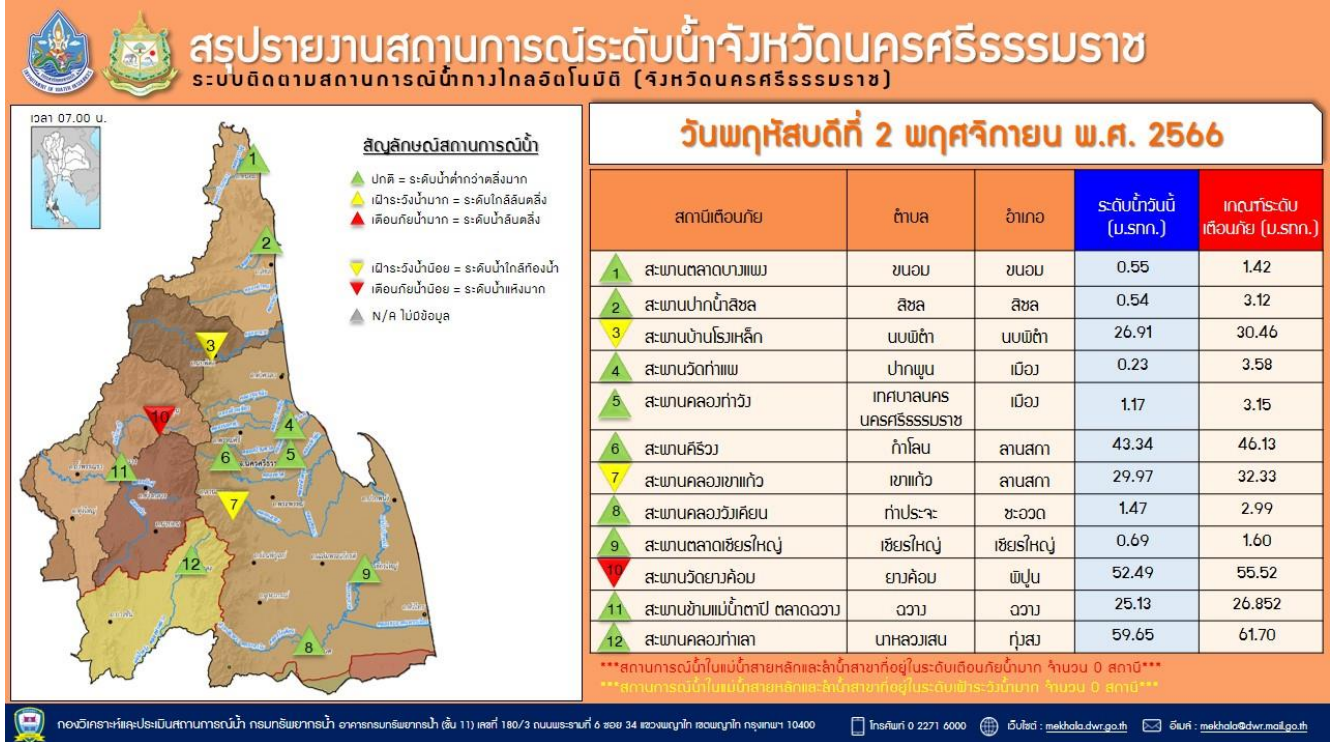 สรุปรายงานสถานการณ์ระดับน้ำจังหวัดนครศรีธรรมราช
ระบบติดตามสถานการณ์น้ำทางไกลอัตโนมัติ (จังหวัดนครศรีธรรมราช)
เวลา 07.00 น.
สัญลักษณ์สถานการณ์น้ำ
ปกติ = ระดับน้ำต่ำกว่าตลิ่งมาก
เฝ้าระวังน้ำมาก = ระดับใกล้ล้นตลิ่ง
เตือนภัยน้ำมาก = ระดับน้ำล้นตลิ่ง
เฝ้าระวังน้ำน้อย = ระดับน้ำใกล้ท้องน้ำ
เตือนภัยน้ำน้อย = ระดับน้ำแห้งมาก
N/A ไม่มีข้อมูล
1
2
3
10
4
5
6
11
7
12
9
8
วันพฤหัสบดีที่ 2 พฤศจิกายน พ.ศ. 2566
สถานีเตือนภัย ตำบล อำเภอ ระดับน้ำวันนี้ (ม.รทก.) เกณฑ์ระดับเตือนภัย (ม.รทก.)
1 สะพานตลาดบางแพง ขนอม ขนอม 0.55 1.42
2 สะพานปากน้ำสิชล สิชล สิชล 0.54 3.12
3 สะพานบ้านโรงเหล็ก นบพิตำ นบพิตำ 26.91 30.46
4 สะพานวัดท่าแพ ปากพูน เมือง 0.23 3.58
5 สะพานคลองท่าวัง เทศบาลนครนครศรีธรรมราช เมือง 1.17 3.15
6 สะพานคีรีวง กำโลน ลานสกา 43.34 46.13
7 สะพานคลองเขาแก้ว เขาแก้ว ลานสกา 29.97 32.33
8 สะพานคลองวังเคียน ท่าประจะ ชะอวด 1.47 2.99
9 สะพานตลาดเชียรใหญ่ เชียรใหญ่ เชียรใหญ่ 0.69 1.60
10 สะพานวัดยางค้อม ยางค้อม พิปูน 52.49 55.52
11 สะพานข้ามแม่น้ำตาปี ตลาดฉวาง ฉวาง ฉวาง 25.13 26.852
12 สะพานคลองท่าเลา นาหลวงเสน ทุ่งสง 59.65 61.70
***สถานการณ์น้ำในแม่น้ำสายหลักและลำน้ำสาขาที่อยู่ในระดับเตือนภัยน้ำมาก จำนวน 0 สถานี***
***สถานการณ์น้ำในแม่น้ำสายหลักและลำน้ำสาขาที่อยู่ในระดับเฝ้าระวังน้ำมาก จำนวน 0 สถานี***
กองวิเคราะห์และประเมินสถานการณ์น้ำ กรมทรัพยากรน้ำ อาคารกรมทรัพยากรน้ำ (ชั้น 11) เลขที่ 180/3 ถนนพระรามที่ 6 ซอย 34 แขวงพญาไท เขตพญาไท กรุงเทพฯ 10400 โทรศัพท์ 0 2271 6000 เว็บไซต์ : mekhala.dwr.go.th อีเมล์ : mekhala@dwr.mail.go.th